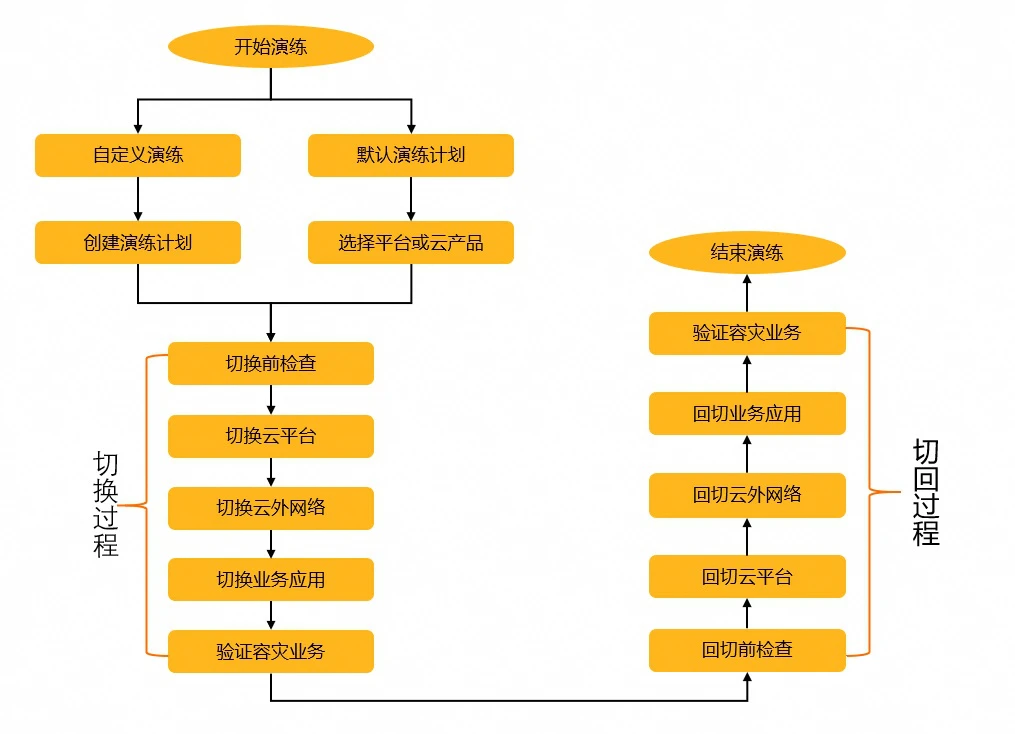 开始演练
自定义演练
默认演练计划
创建演练计划
选择平台或云产品
切换过程
切换前检查
切换云平台
切换云外网络
切换业务应用
验证容灾业务
结束演练
验证容灾业务
回切业务应用
回切云外网络
回切云平台
回切前检查
切回过程